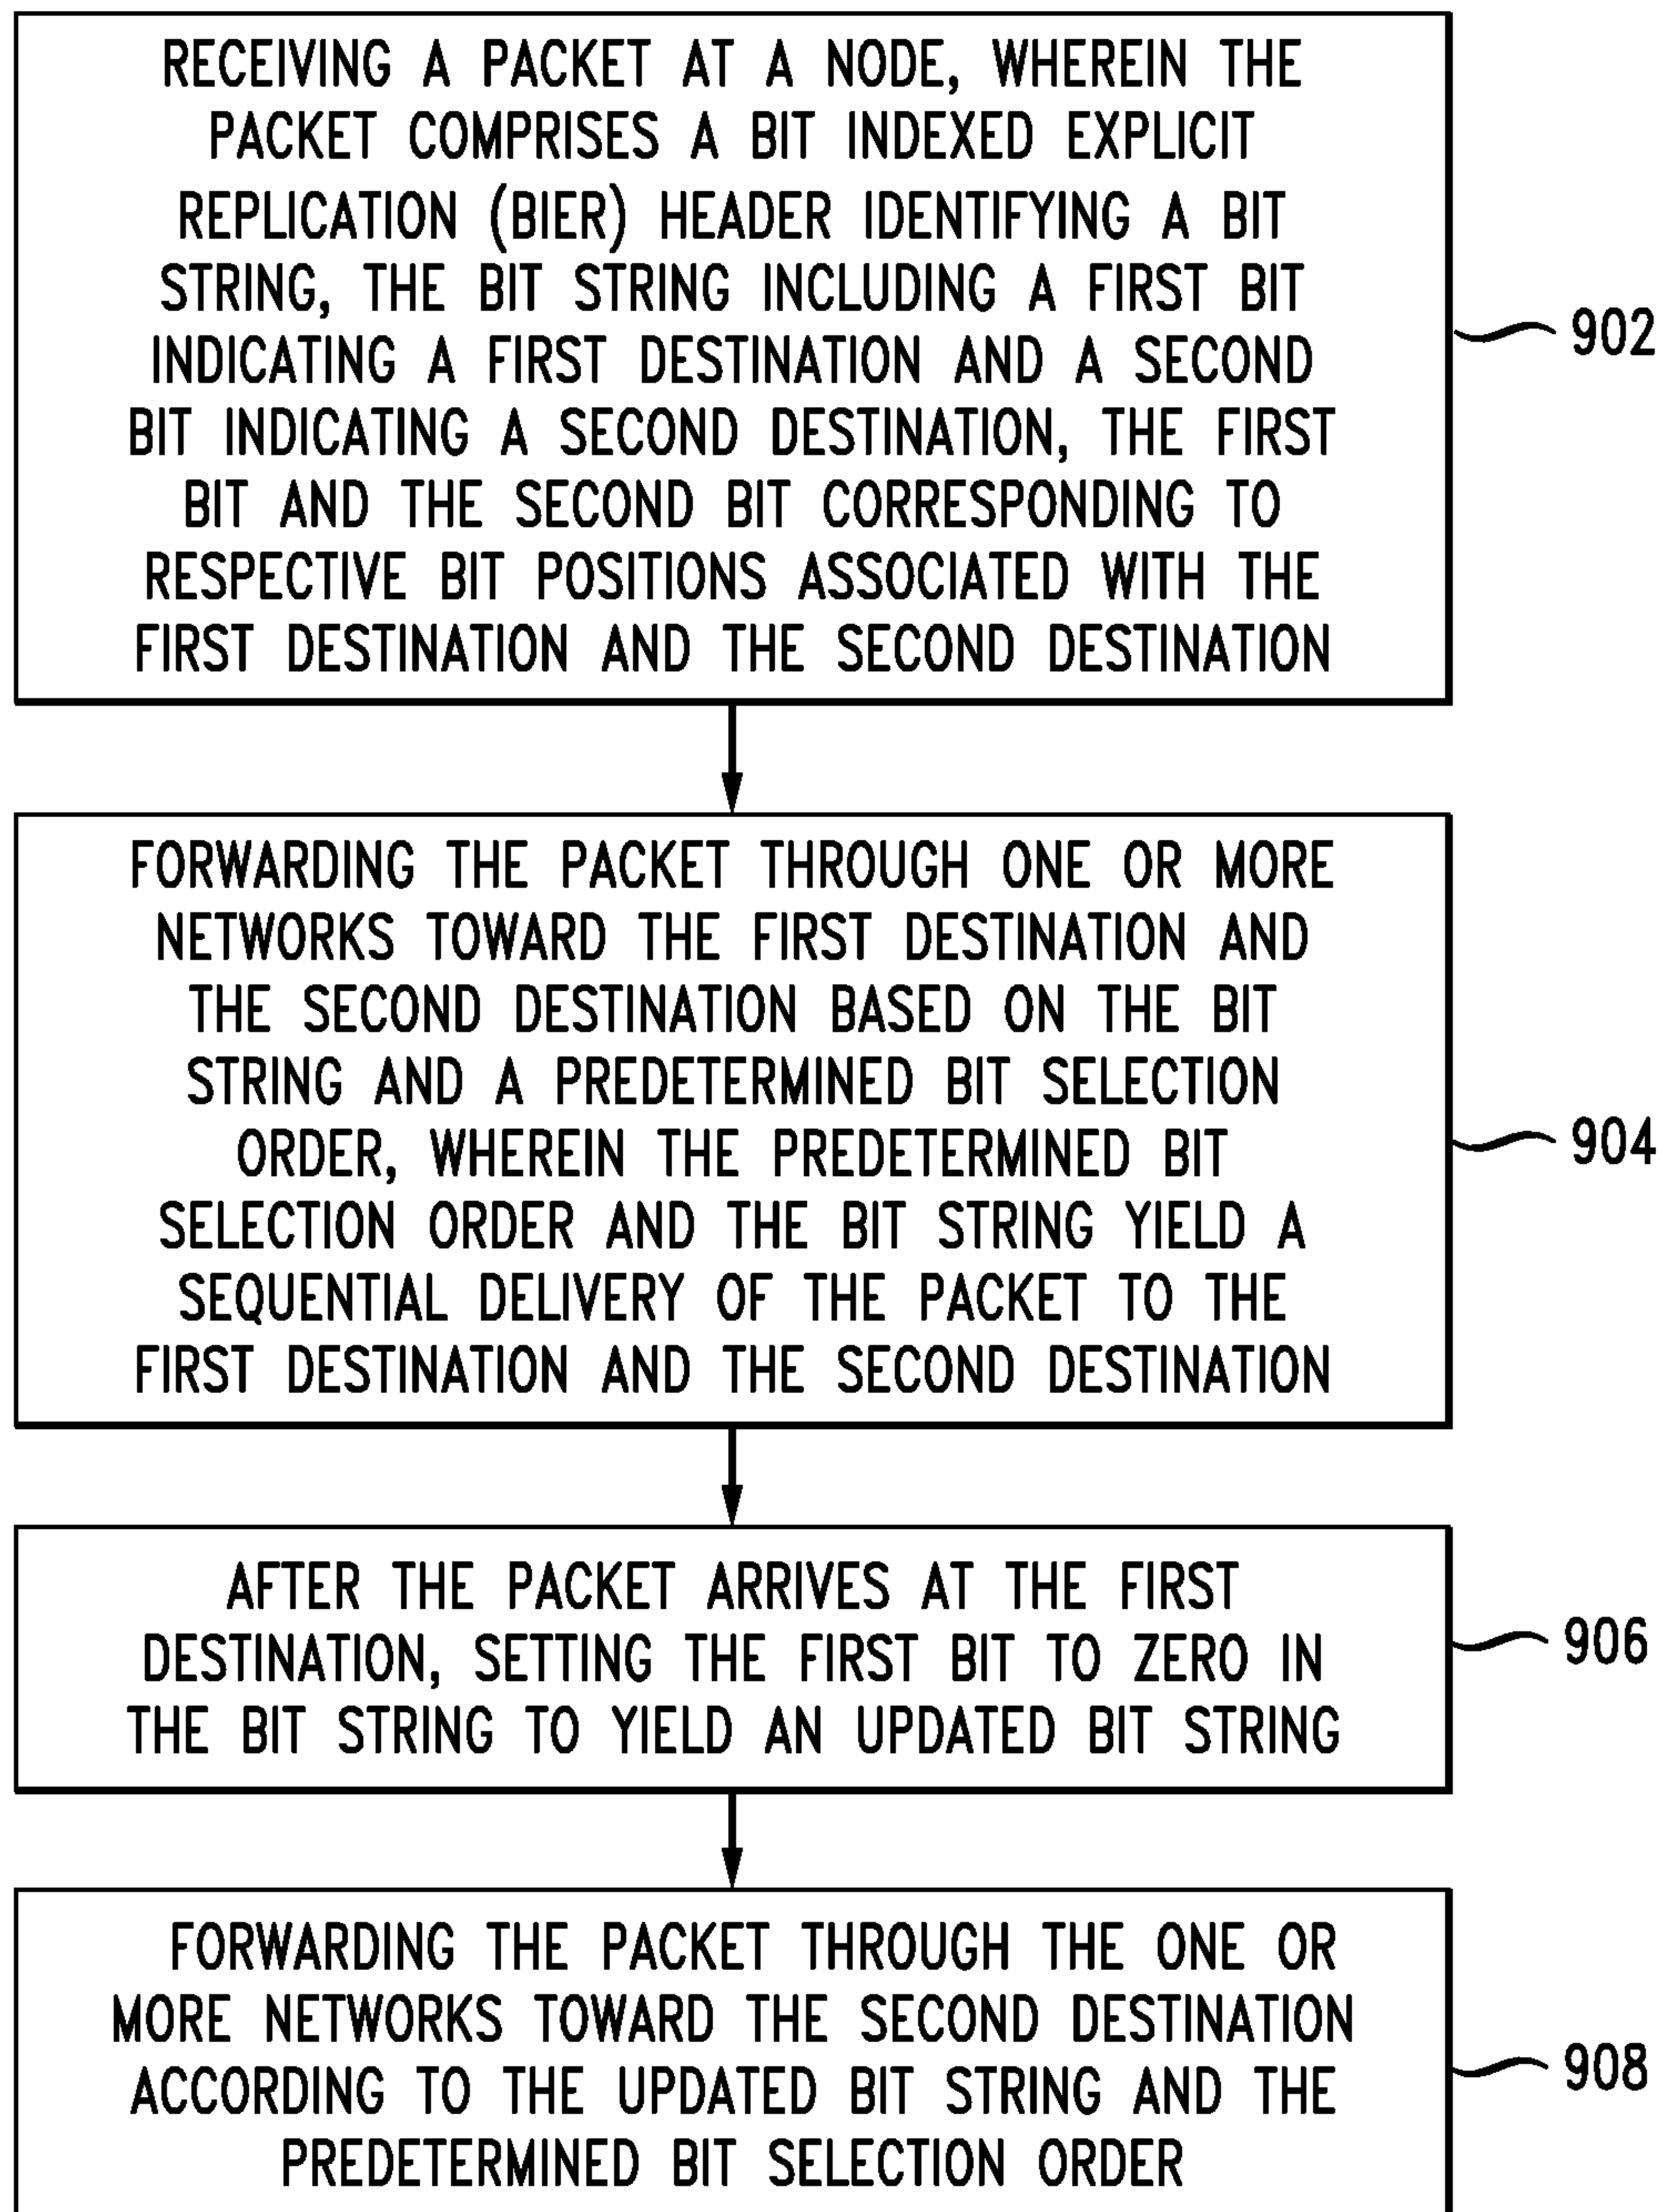 RECEIVING A PACKET AT A NODE, WHEREIN THE
PACKET COMPRISES A BIT INDEXED EXPLICIT
REPLICATION (BIER) HEADER IDENTIFYING A BIT
STRING, THE BIT STRING INCLUDING A FIRST BIT
INDICATING A FIRST DESTINATION AND A SECOND
BIT INDICATING A SECOND DESTINATION, THE FIRST
BIT AND THE SECOND BIT CORRESPONDING TO
RESPECTIVE BIT POSITIONS ASSOCIATED WITH THE
FIRST DESTINATION AND THE SECOND DESTINATION
902
FORWARDING THE PACKET THROUGH ONE OR MORE
NETWORKS TOWARD THE FIRST DESTINATION AND
THE SECOND DESTINATION BASED ON THE BIT
STRING AND A PREDETERMINED BIT SELECTION
ORDER, WHEREIN THE PREDETERMINED BIT
SELECTION ORDER AND THE BIT STRING YIELD A
SEQUENTIAL DELIVERY OF THE PACKET TO THE
FIRST DESTINATION AND THE SECOND DESTINATION
904
AFTER THE PACKET ARRIVES AT THE FIRST
DESTINATION, SETTING THE FIRST BIT TO ZERO IN
THE BIT STRING TO YIELD AN UPDATED BIT STRING
906
FORWARDING THE PACKET THROUGH THE ONE OR
MORE NETWORKS TOWARD THE SECOND DESTINATION
ACCORDING TO THE UPDATED BIT STRING AND THE
PREDETERMINED BIT SELECTION ORDER
908